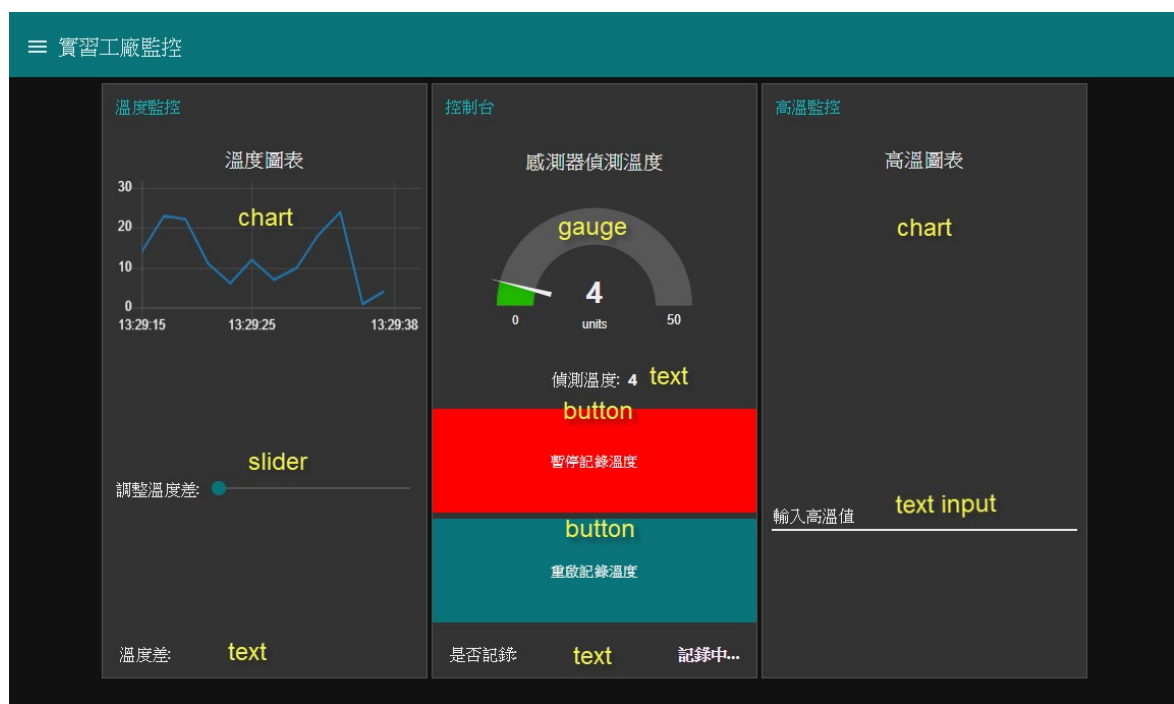 實習工廠監控
溫度監控
溫度圖表
30
20
10
0
13:29:15 13:29:25 13:29:38
chart
調整溫度差:
slider
溫度差:
text
控制台
感測器偵測溫度
gauge
4
0 units 50
偵測溫度: 4 text
button
暫停記錄溫度
button
重啟記錄溫度
是否記錄: text 記錄中...
高溫監控
高溫圖表
chart
輸入高溫值 text input